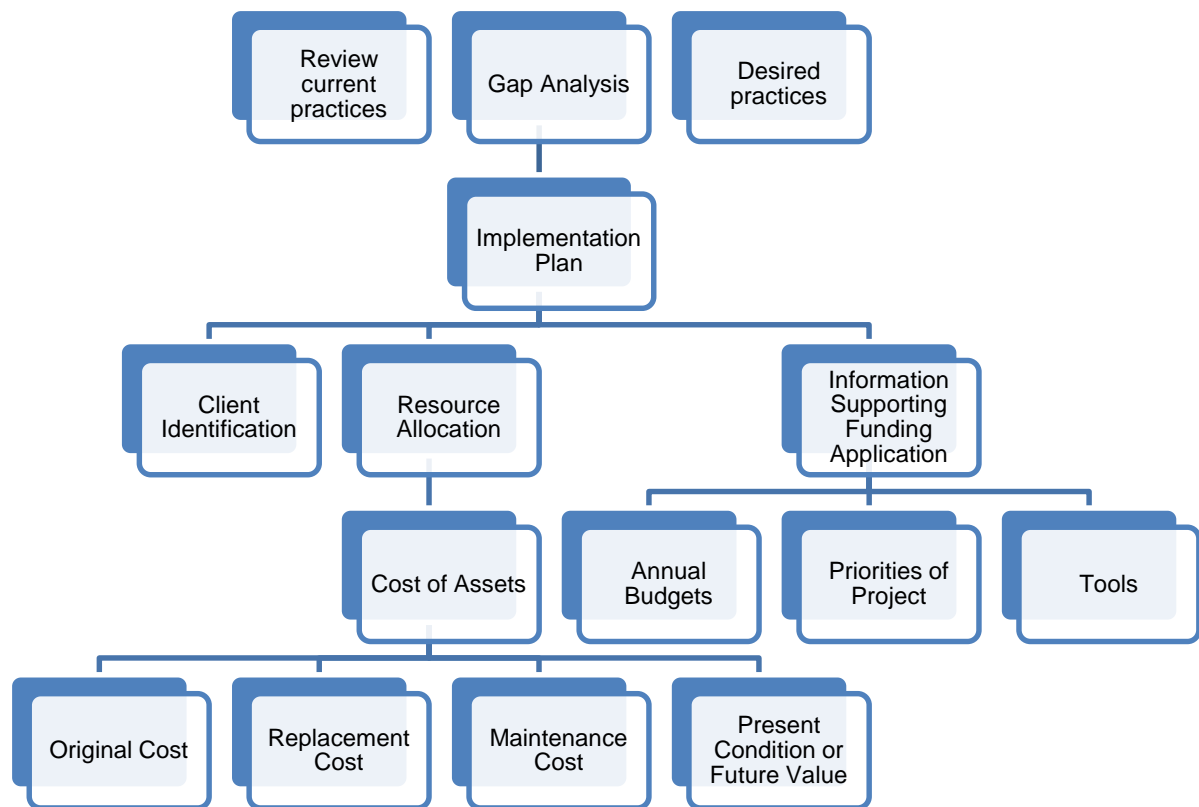 Review
current
practices
Gap Analysis
Desired
practices
Implementation
Plan
Client
Identification
Resource
Allocation
Information
Supporting
Funding
Application
Cost of Assets
Annual
Budgets
Priorities of
Project
Tools
Original Cost
Replacement
Cost
Maintenance
Cost
Present
Condition or
Future Value